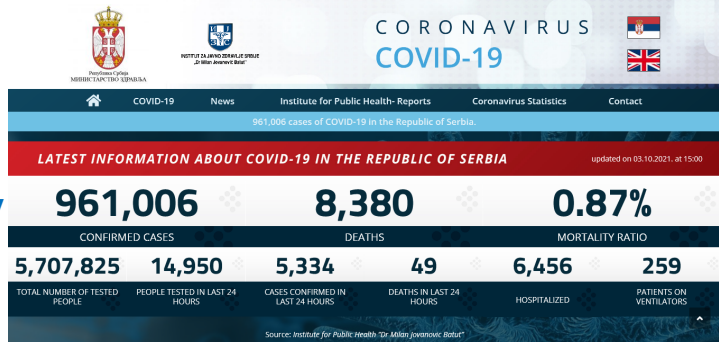 CORONAVIRUS
COVID-19
Република Србија
МИНИСТАРСТВО ЗДРАВЉА
INSTITUT ZA JAVNO ZDRAVLJE SRBIJE
„Dr Milan Jovanović Batut“
COVID-19 News Institute for Public Health- Reports Coronavirus Statistics Contact
961,006 cases of COVID-19 in the Republic of Serbia.
LATEST INFORMATION ABOUT COVID-19 IN THE REPUBLIC OF SERBIA
updated on 03.10.2021. at 15:00
961,006 8,380 0.87%
CONFIRMED CASES DEATHS MORTALITY RATIO
5,707,825 14,950 5,334 49 6,456 259
TOTAL NUMBER OF TESTED PEOPLE
PEOPLE TESTED IN LAST 24 HOURS
CASES CONFIRMED IN LAST 24 HOURS
DEATHS IN LAST 24 HOURS
HOSPITALIZED
PATIENTS ON VENTILATORS
Source: Institute for Public Health "Dr Milan Jovanovic Batut"